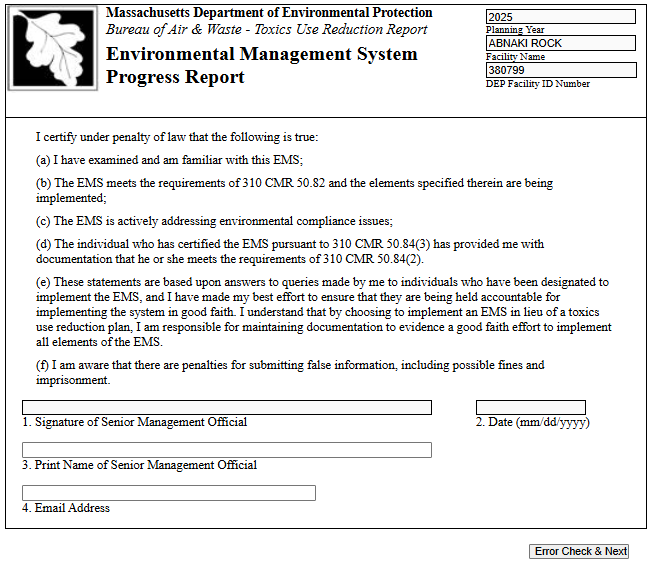 Massachusetts Department of Environmental Protection
Bureau of Air & Waste - Toxics Use Reduction Report
Environmental Management System
Progress Report
2025
Planning Year
ABNAKI ROCK
Facility Name
380799
DEP Facility ID Number
I certify under penalty of law that the following is true:
(a) I have examined and am familiar with this EMS;
(b) The EMS meets the requirements of 310 CMR 50.82 and the elements specified therein are being
implemented;
(c) The EMS is actively addressing environmental compliance issues;
(d) The individual who has certified the EMS pursuant to 310 CMR 50.84(3) has provided me with
documentation that he or she meets the requirements of 310 CMR 50.84(2).
(e) These statements are based upon answers to queries made by me to individuals who have been designated to
implement the EMS, and I have made my best effort to ensure that they are being held accountable for
implementing the system in good faith. I understand that by choosing to implement an EMS in lieu of a toxics
use reduction plan, I am responsible for maintaining documentation to evidence a good faith effort to implement
all elements of the EMS.
(f) I am aware that there are penalties for submitting false information, including possible fines and
imprisonment.
1. Signature of Senior Management Official
2. Date (mm/dd/yyyy)
3. Print Name of Senior Management Official
4. Email Address
Error Check & Next